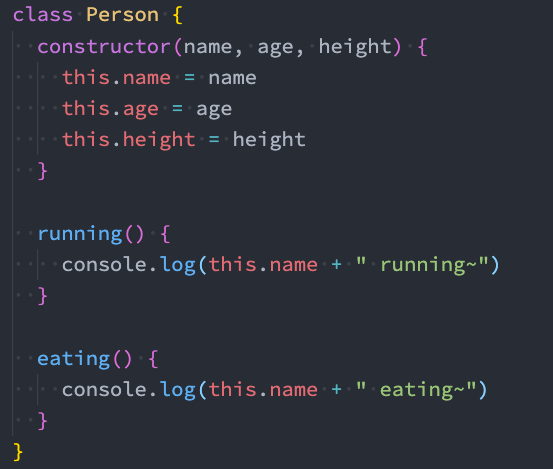 class Person {
  constructor(name, age, height) {
    this.name = name
    this.age = age
    this.height = height
  }

  running() {
    console.log(this.name + " running~")
  }

  eating() {
    console.log(this.name + " eating~")
  }
}